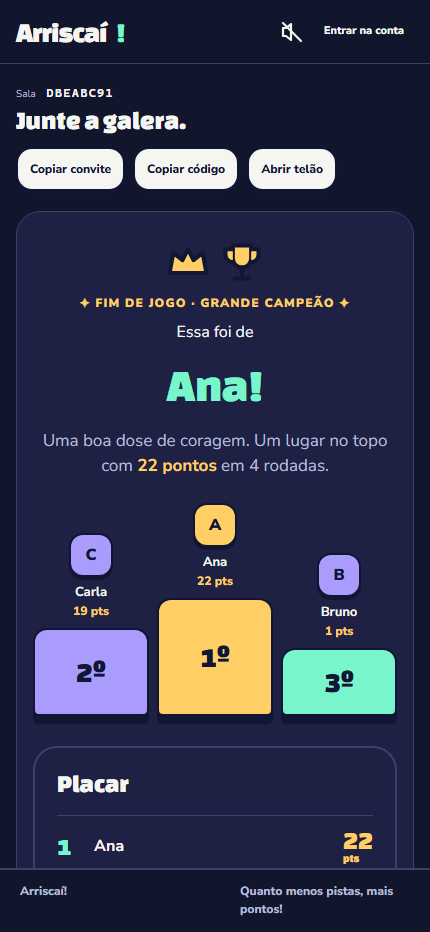 Arriscaí !
Entrar na conta
Sala DBEABC91
Junte a galera.
Copiar convite
Copiar código
Abrir telão
✦ FIM DE JOGO · GRANDE CAMPEÃO ✦
Essa foi de
Ana!
Uma boa dose de coragem. Um lugar no topo
com 22 pontos em 4 rodadas.
A
Ana
22 pts
C
Carla
19 pts
B
Bruno
1 pts
2º
1º
3º
Placar
1 Ana 22
pts
Arriscaí!
Quanto menos pistas, mais
pontos!